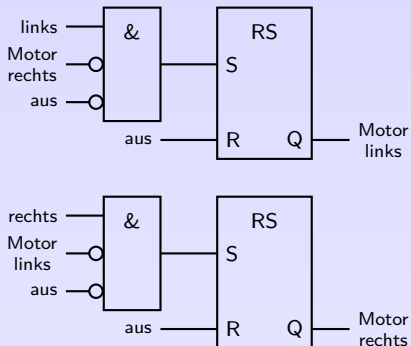 links
&
RS
Motor
rechts
S
aus
aus
R
Q
Motor
links
rechts
&
RS
Motor
links
S
aus
aus
R
Q
Motor
rechts